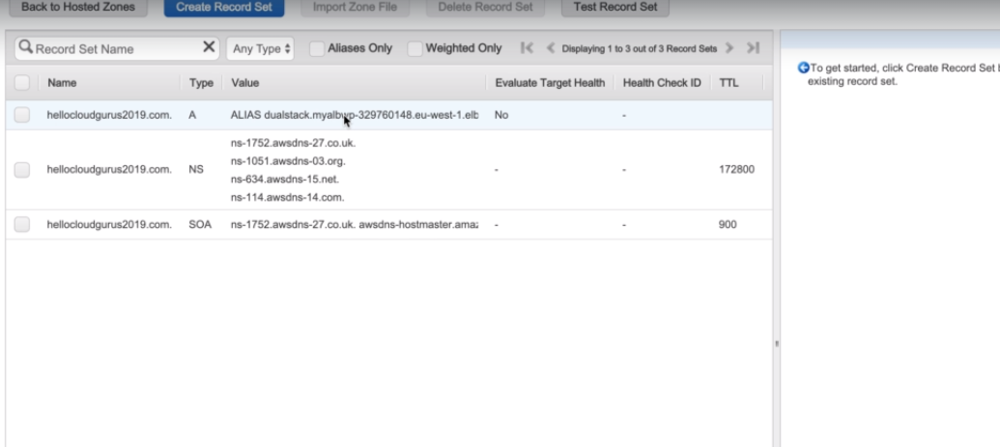 Back to Hosted Zones Create Record Set Import Zone File Delete Record Set Test Record Set
Record Set Name Any Type Aliases Only Weighted Only Displaying 1 to 3 out of 3 Record Sets
Name Type Value Evaluate Target Health Health Check ID TTL
hellocloudgurus2019.com. A ALIAS dualstack.myalbwp-329760148.eu-west-1.elb No -
hellocloudgurus2019.com. NS ns-1752.awsdns-27.co.uk. - - 172800
ns-1051.awsdns-03.org.
ns-634.awsdns-15.net.
ns-114.awsdns-14.com.
hellocloudgurus2019.com. SOA ns-1752.awsdns-27.co.uk. awsdns-hostmaster.ama - - 900
To get started, click Create Record Set
existing record set.